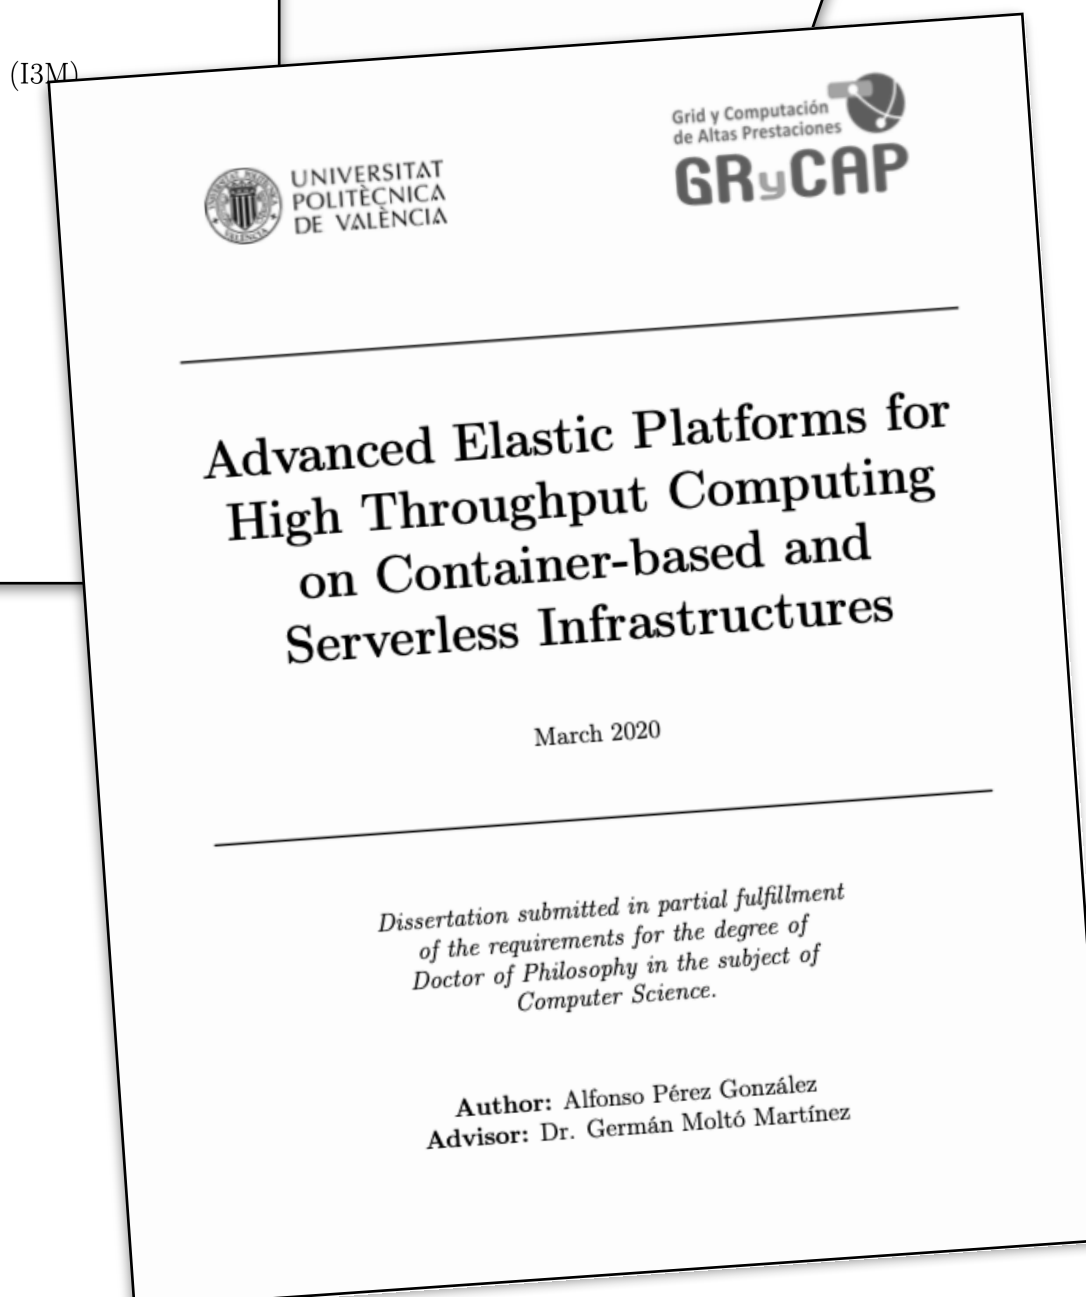 (I3M)
UNIVERSITAT
POLITÈCNICA
DE VALÈNCIA
Grid y Computación
de Altas Prestaciones
GRyCAP
Advanced Elastic Platforms for
High Throughput Computing
on Container-based and
Serverless Infrastructures
March 2020
Dissertation submitted in partial fulfillment
of the requirements for the degree of
Doctor of Philosophy in the subject of
Computer Science.
Author: Alfonso Pérez González
Advisor: Dr. Germán Moltó Martínez